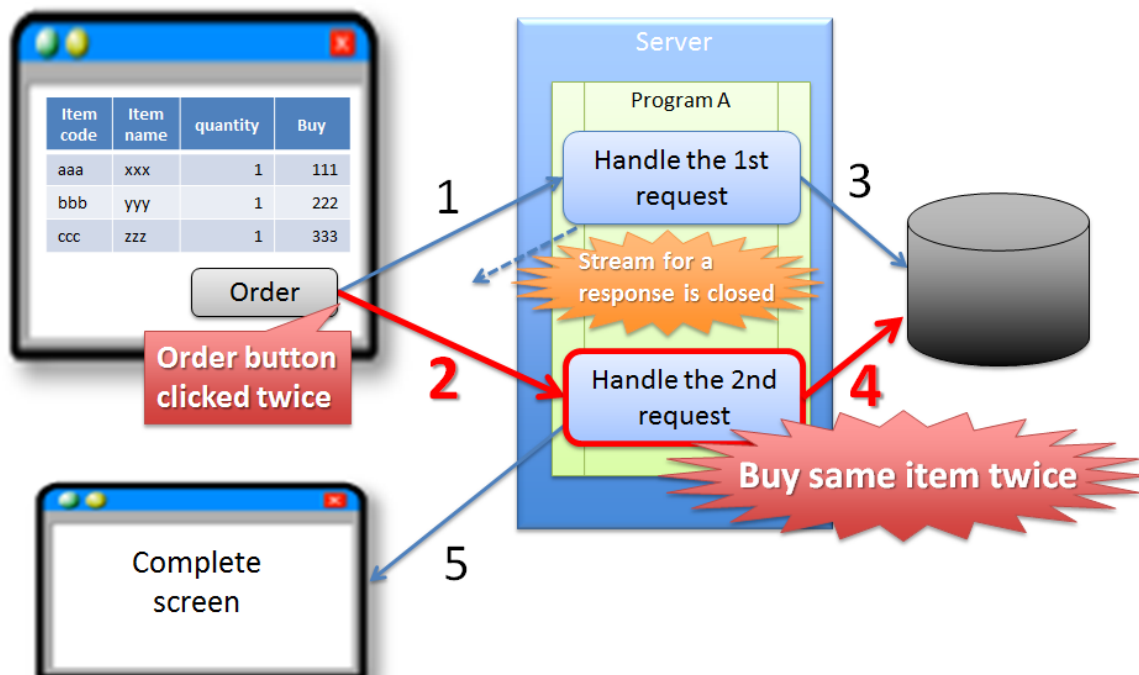 Server
Program A
Item code
Item name
quantity
Buy
aaa xxx 1 111
bbb yyy 1 222
ccc zzz 1 333
Order
Order button
clicked twice
1
2
Handle the 1st
request
3
Stream for a
response is closed
Handle the 2nd
request
4
Buy same item twice
5
Complete
screen